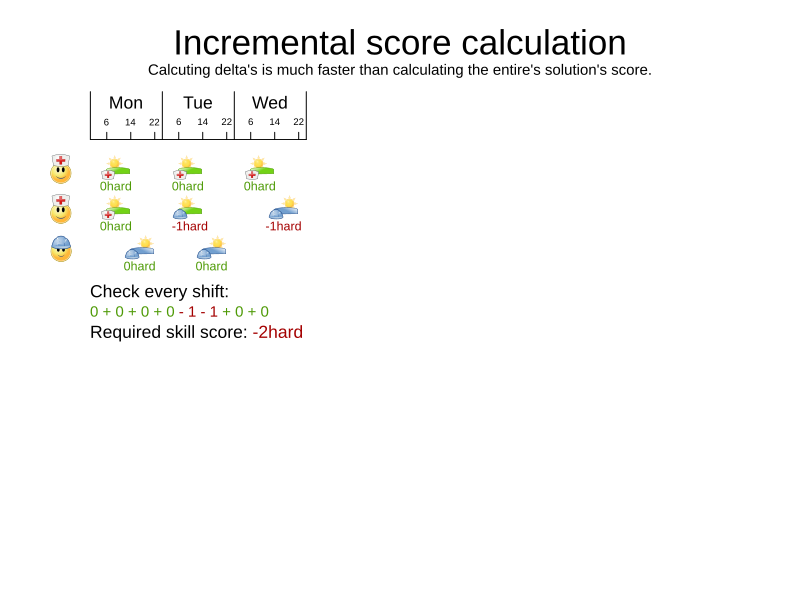 Incremental score calculation
Calcuting delta's is much faster than calculating the entire's solution's score.
Mon Tue Wed
6 14 22 6 14 22 6 14 22
0hard 0hard 0hard
0hard -1hard -1hard
0hard 0hard
Check every shift:
0 + 0 + 0 + 0 - 1 - 1 + 0 + 0
Required skill score: -2hard